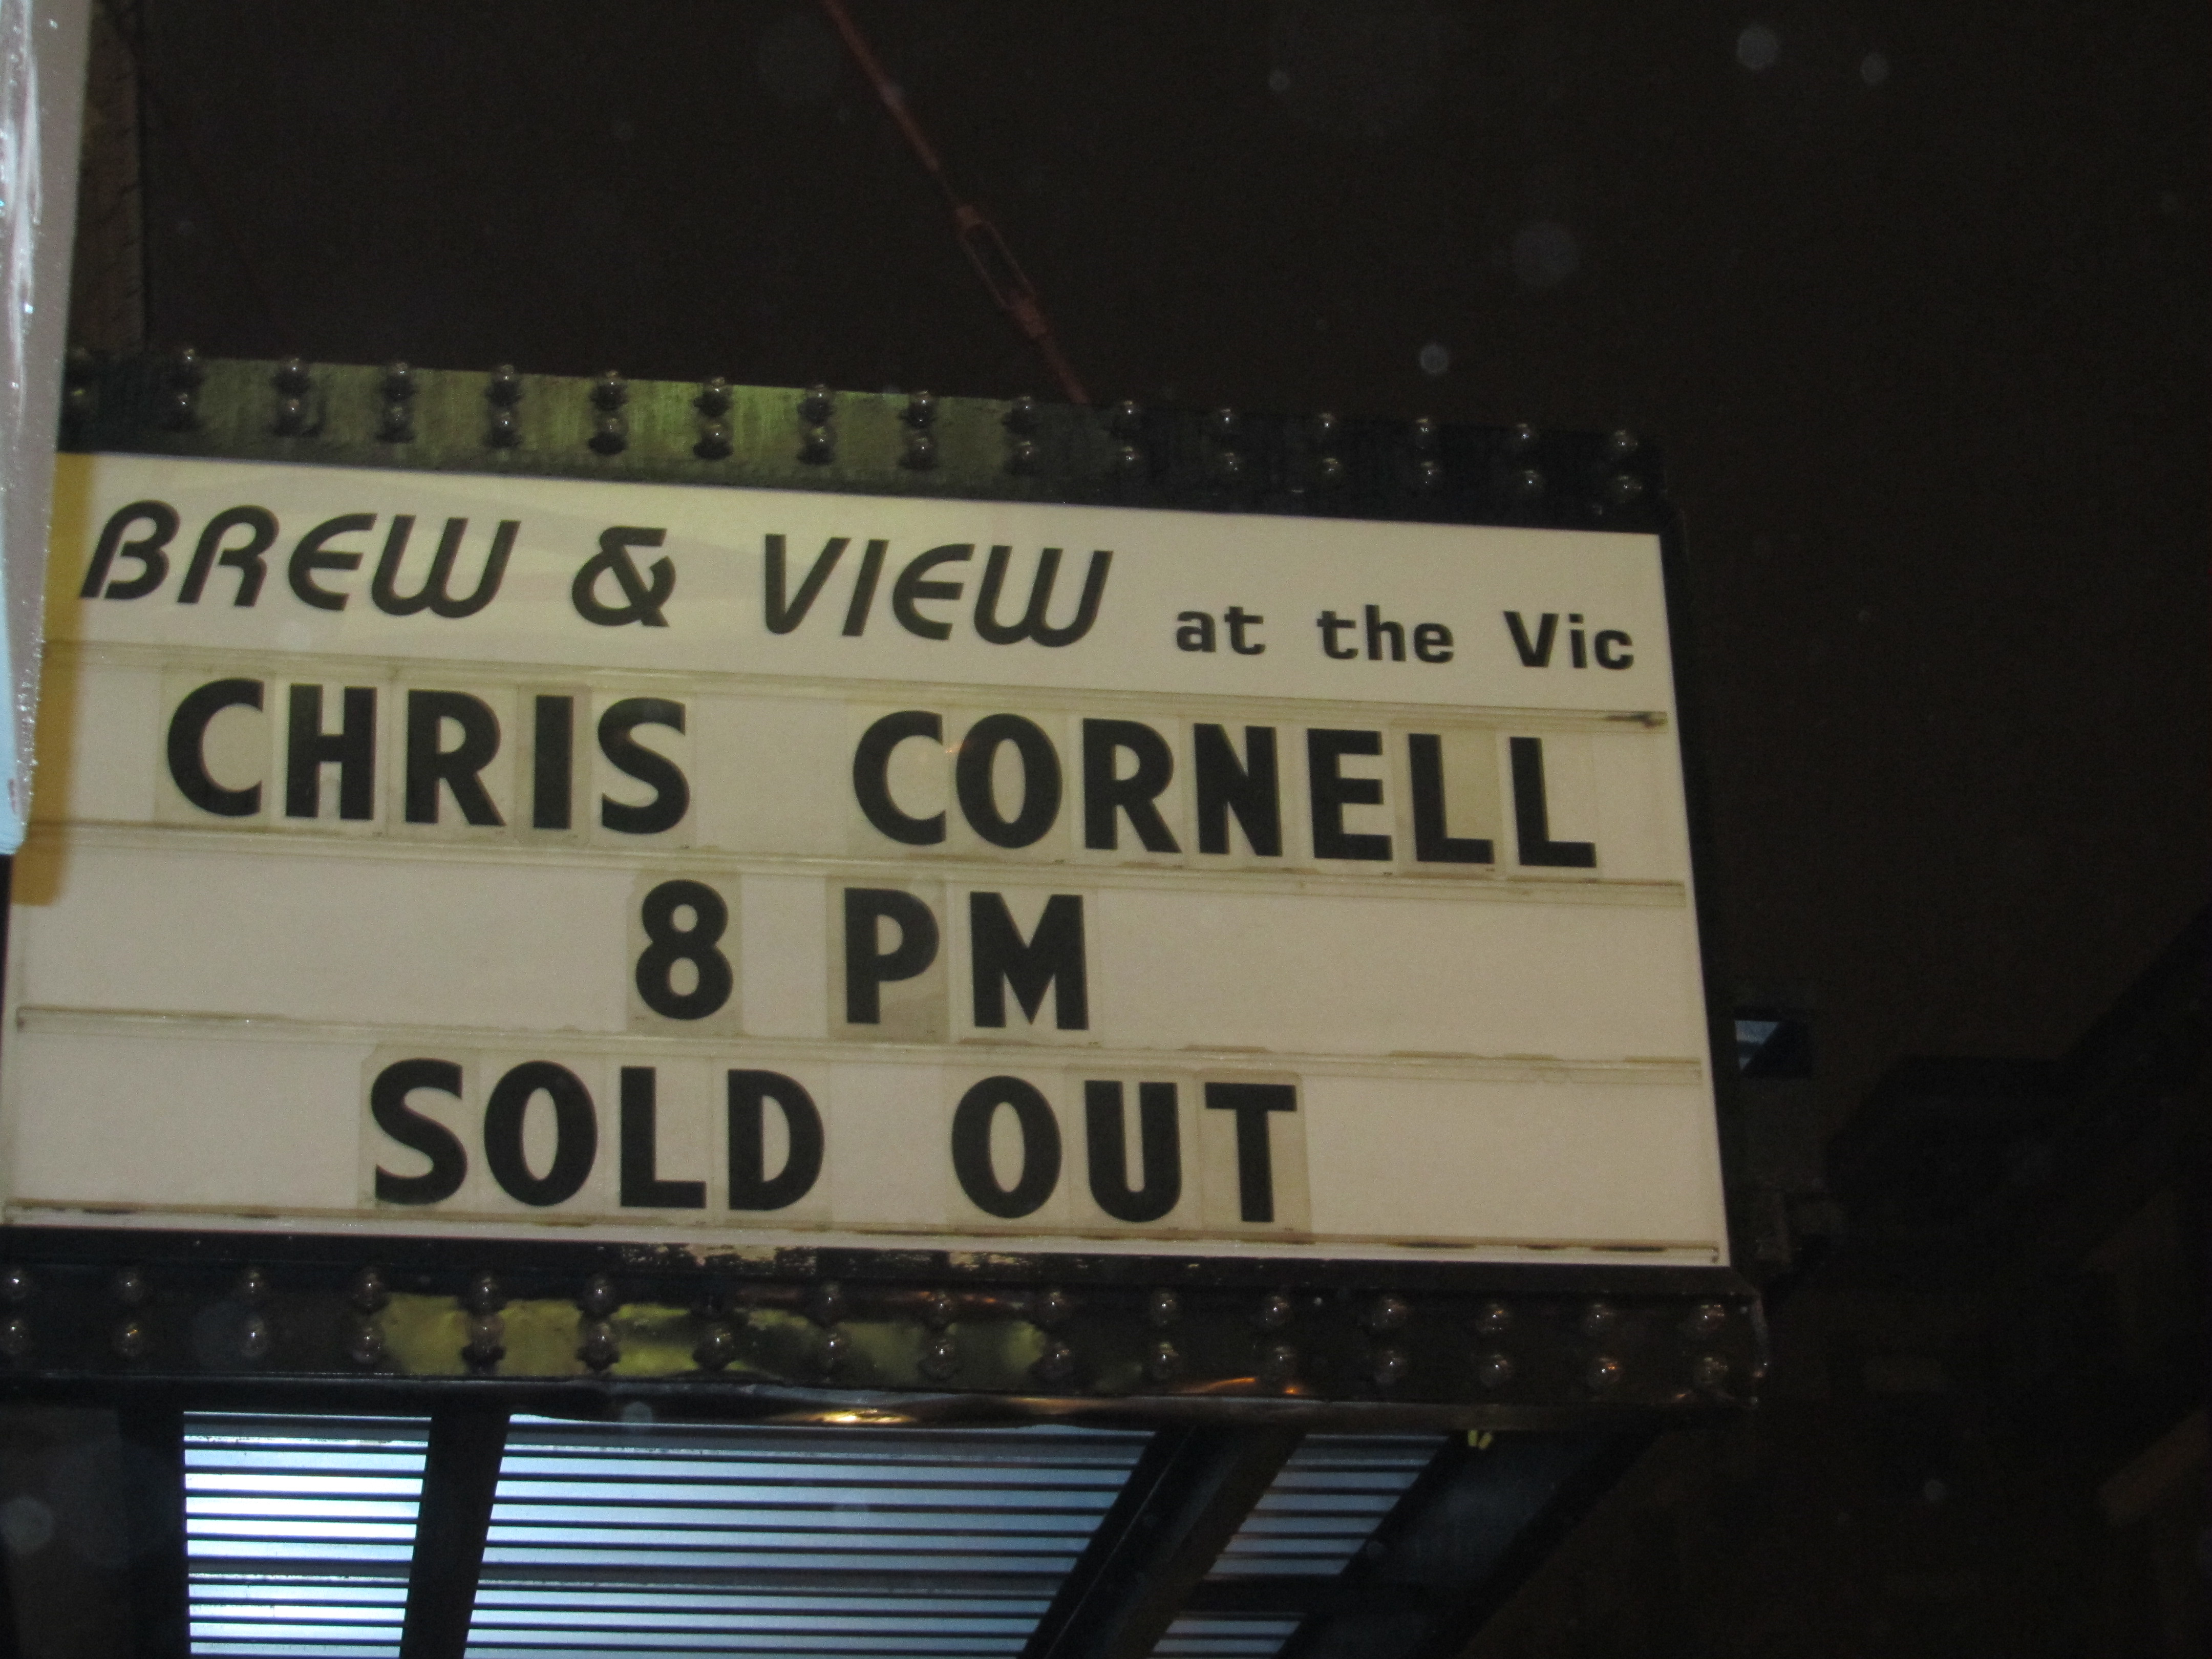 BREW & VIEW at the Vic
CHRIS CORNELL
8 PM
SOLD OUT